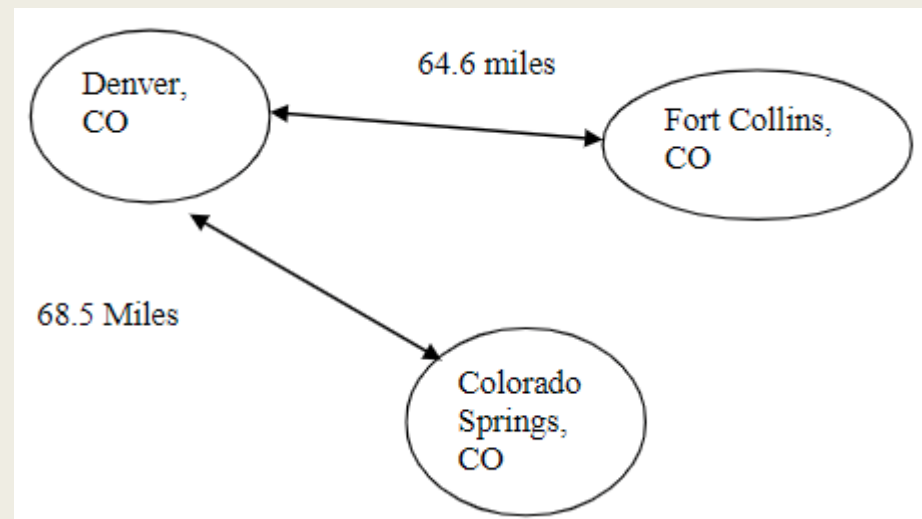 64.6 miles
Denver,
CO
Fort Collins,
CO
68.5 Miles
Colorado
Springs,
CO